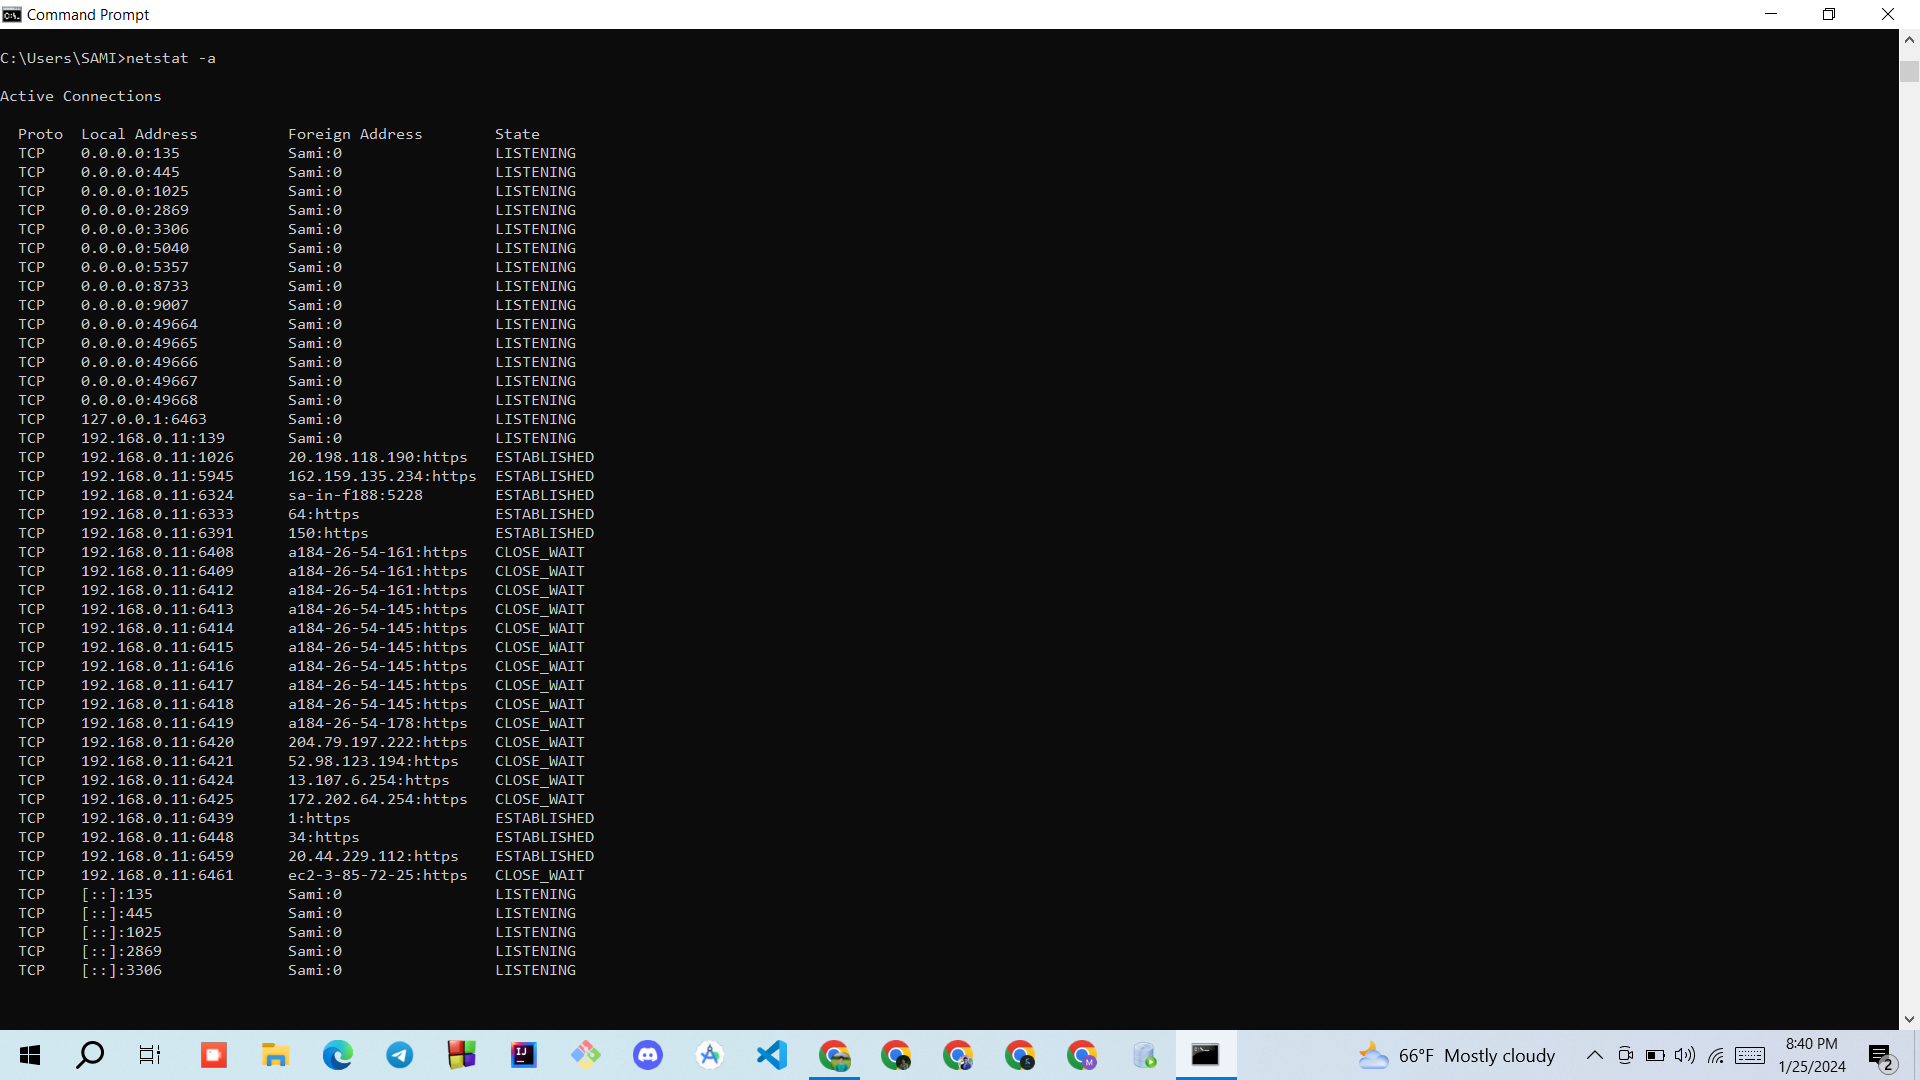 Command Prompt
C:\Users\SAMI>netstat -a
Active Connections
Proto  Local Address          Foreign Address        State
TCP    0.0.0.0:135            Sami:0                 LISTENING
TCP    0.0.0.0:445            Sami:0                 LISTENING
TCP    0.0.0.0:1025           Sami:0                 LISTENING
TCP    0.0.0.0:2869           Sami:0                 LISTENING
TCP    0.0.0.0:3306           Sami:0                 LISTENING
TCP    0.0.0.0:5040           Sami:0                 LISTENING
TCP    0.0.0.0:5357           Sami:0                 LISTENING
TCP    0.0.0.0:8733           Sami:0                 LISTENING
TCP    0.0.0.0:9007           Sami:0                 LISTENING
TCP    0.0.0.0:49664          Sami:0                 LISTENING
TCP    0.0.0.0:49665          Sami:0                 LISTENING
TCP    0.0.0.0:49666          Sami:0                 LISTENING
TCP    0.0.0.0:49667          Sami:0                 LISTENING
TCP    0.0.0.0:49668          Sami:0                 LISTENING
TCP    127.0.0.1:6463         Sami:0                 LISTENING
TCP    192.168.0.11:139       Sami:0                 LISTENING
TCP    192.168.0.11:1026      20.198.118.190:https   ESTABLISHED
TCP    192.168.0.11:5945      162.159.135.234:https  ESTABLISHED
TCP    192.168.0.11:6324      sa-in-f188:5228        ESTABLISHED
TCP    192.168.0.11:6333      64:https               ESTABLISHED
TCP    192.168.0.11:6391      150:https              ESTABLISHED
TCP    192.168.0.11:6408      a184-26-54-161:https   CLOSE_WAIT
TCP    192.168.0.11:6409      a184-26-54-161:https   CLOSE_WAIT
TCP    192.168.0.11:6412      a184-26-54-161:https   CLOSE_WAIT
TCP    192.168.0.11:6413      a184-26-54-145:https   CLOSE_WAIT
TCP    192.168.0.11:6414      a184-26-54-145:https   CLOSE_WAIT
TCP    192.168.0.11:6415      a184-26-54-145:https   CLOSE_WAIT
TCP    192.168.0.11:6416      a184-26-54-145:https   CLOSE_WAIT
TCP    192.168.0.11:6417      a184-26-54-145:https   CLOSE_WAIT
TCP    192.168.0.11:6418      a184-26-54-145:https   CLOSE_WAIT
TCP    192.168.0.11:6419      a184-26-54-178:https   CLOSE_WAIT
TCP    192.168.0.11:6420      204.79.197.222:https   CLOSE_WAIT
TCP    192.168.0.11:6421      52.98.123.194:https    CLOSE_WAIT
TCP    192.168.0.11:6424      13.107.6.254:https     CLOSE_WAIT
TCP    192.168.0.11:6425      172.202.64.254:https   CLOSE_WAIT
TCP    192.168.0.11:6439      1:https                ESTABLISHED
TCP    192.168.0.11:6448      34:https               ESTABLISHED
TCP    192.168.0.11:6459      20.44.229.112:https    ESTABLISHED
TCP    192.168.0.11:6461      ec2-3-85-72-25:https   CLOSE_WAIT
TCP    [::]:135               Sami:0                 LISTENING
TCP    [::]:445               Sami:0                 LISTENING
TCP    [::]:1025              Sami:0                 LISTENING
TCP    [::]:2869              Sami:0                 LISTENING
TCP    [::]:3306              Sami:0                 LISTENING
66°F Mostly cloudy
8:40 PM
1/25/2024
2